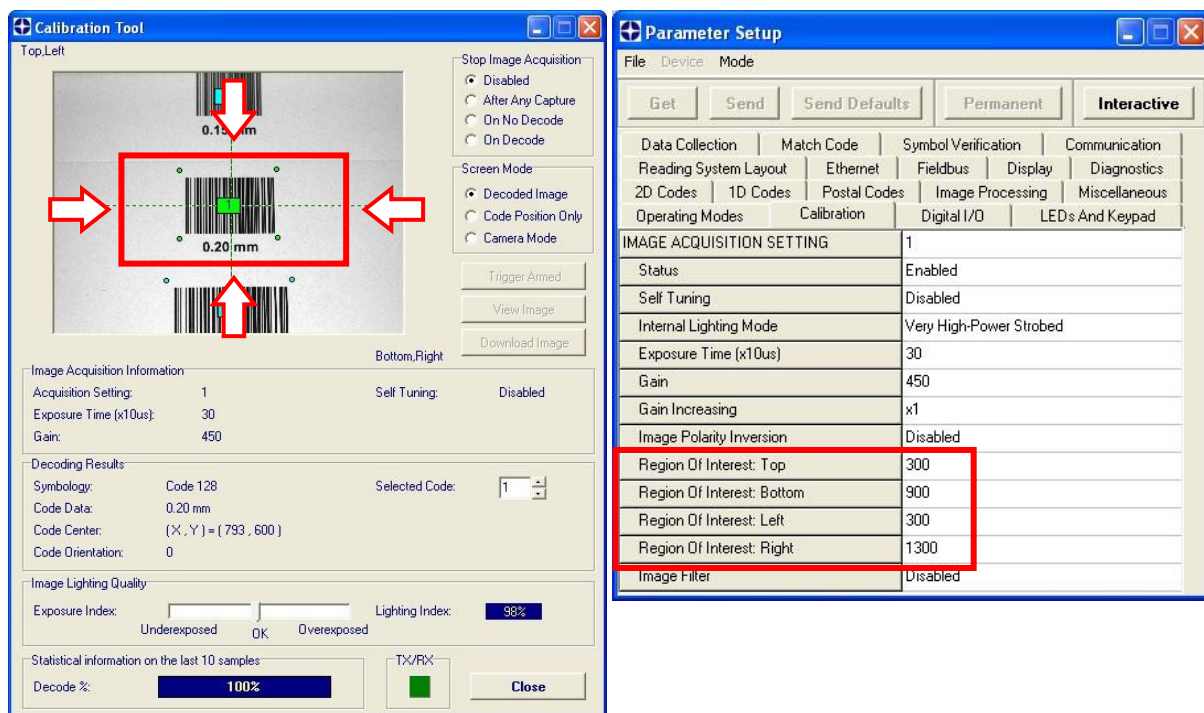 Calibration Tool
Top,Left
0.15 mm
1
0.20 mm
Bottom,Right
Stop Image Acquisition
Disabled
After Any Capture
On No Decode
On Decode
Screen Mode
Decoded Image
Code Position Only
Camera Mode
Trigger Armed
View Image
Download Image
Image Acquisition Information
Acquisition Setting: 1 Self Tuning: Disabled
Exposure Time (x10us): 30
Gain: 450
Decoding Results
Symbology: Code 128 Selected Code: 1
Code Data: 0.20 mm
Code Center: (X,Y)=(793,600)
Code Orientation: 0
Image Lighting Quality
Exposure Index: Lighting Index: 98%
Underexposed OK Overexposed
Statistical information on the last 10 samples
Decode %: 100%
TX/RX
Close
Parameter Setup
File Device Mode
Get Send Send Defaults Permanent Interactive
Data Collection Match Code Symbol Verification Communication
Reading System Layout Ethernet Fieldbus Display Diagnostics
2D Codes 1D Codes Postal Codes Image Processing Miscellaneous
Operating Modes Calibration Digital I/O LEDs And Keypad
IMAGE ACQUISITION SETTING 1
Status Enabled
Self Tuning Disabled
Internal Lighting Mode Very High-Power Strobed
Exposure Time (x10us) 30
Gain 450
Gain Increasing x1
Image Polarity Inversion Disabled
Region Of Interest: Top 300
Region Of Interest: Bottom 900
Region Of Interest: Left 300
Region Of Interest: Right 1300
Image Filter Disabled